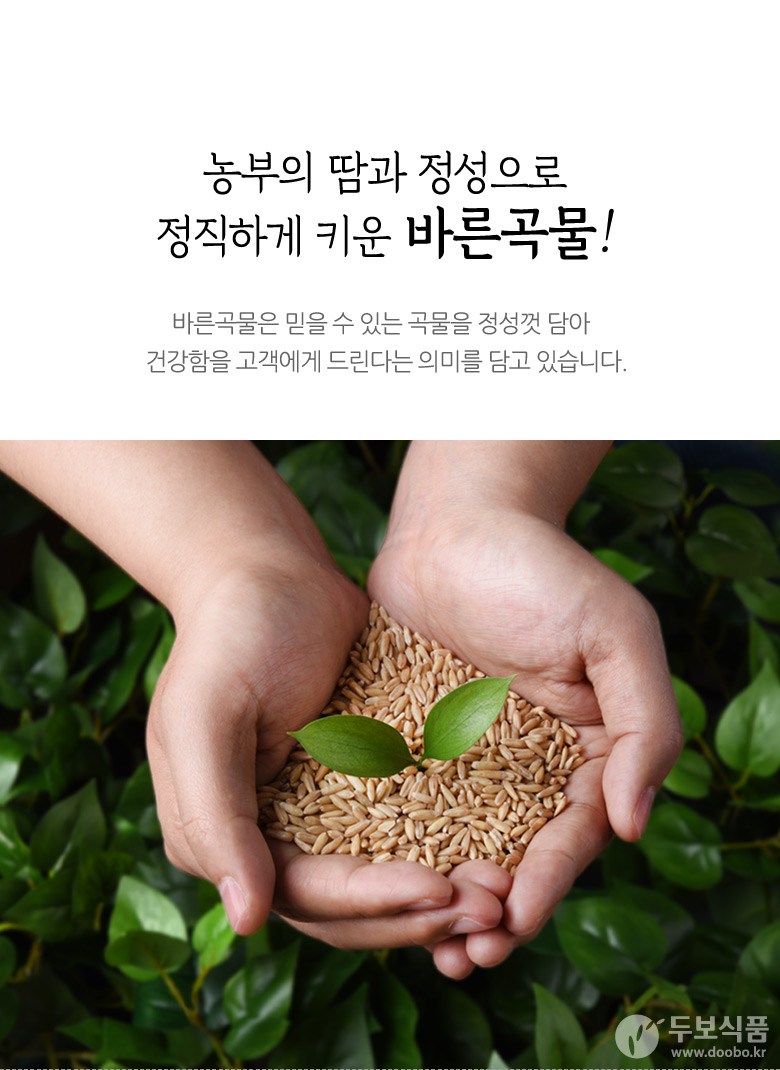 농부의 땀과 정성으로
정직하게 키운 바른곡물!
바른곡물은 믿을 수 있는 곡물을 정성껏 담아
건강함을 고객에게 드린다는 의미를 담고 있습니다.
두보식품
www.doobo.kr